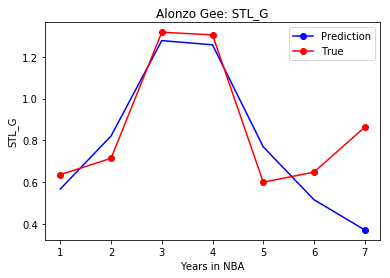 Alonzo Gee: STL_G
Prediction
True
STL_G
1.2
1.0
0.8
0.6
0.4
1 2 3 4 5 6 7
Years in NBA